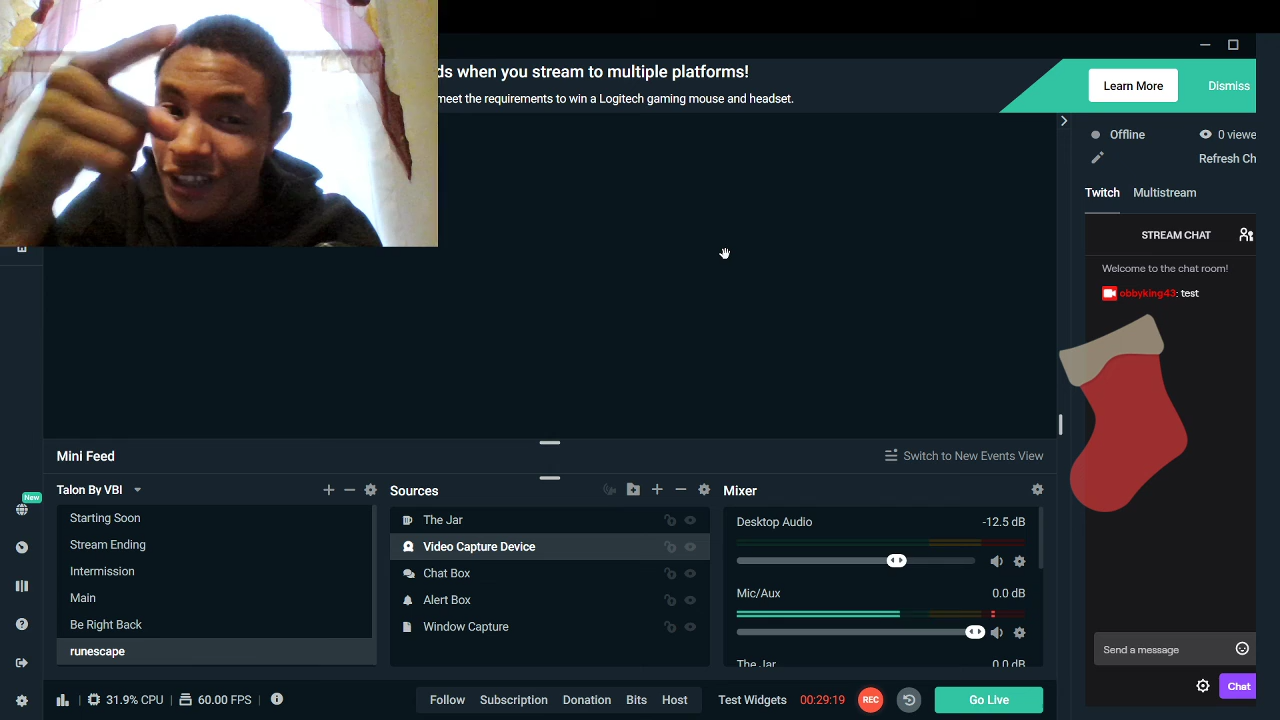 ds when you stream to multiple platforms!
meet the requirements to win a Logitech gaming mouse and headset.
Learn More
Dismiss
Offline
0 viewe
Refresh Ch
Twitch
Multistream
STREAM CHAT
Welcome to the chat room!
obbyking43: test
Mini Feed
Switch to New Events View
New
Talon By VBI
Starting Soon
Stream Ending
Intermission
Main
Be Right Back
runescape
Sources
The Jar
Video Capture Device
Chat Box
Alert Box
Window Capture
Mixer
Desktop Audio
-12.5 dB
Mic/Aux
0.0 dB
The Jar
0.0 dB
Send a message
Chat
31.9% CPU
60.00 FPS
Follow
Subscription
Donation
Bits
Host
Test Widgets
00:29:19
REC
Go Live